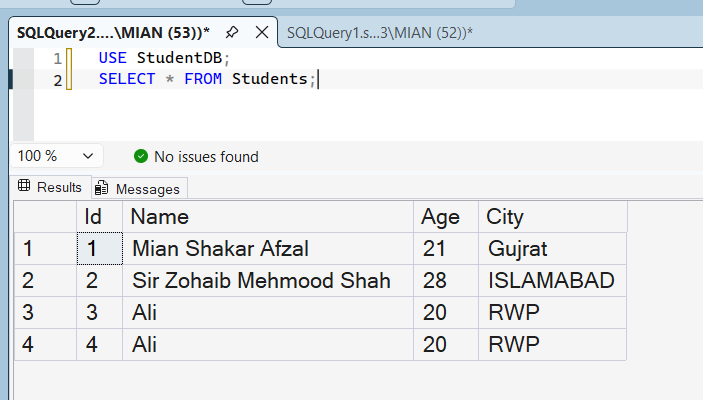 SQLQuery2....\MIAN (53))* SQLQuery1.s...3\MIAN (52))*
1 USE StudentDB;
2 SELECT * FROM Students;
100 % No issues found
Results Messages
Id Name Age City
1 1 Mian Shakar Afzal 21 Gujrat
2 2 Sir Zohaib Mehmood Shah 28 ISLAMABAD
3 3 Ali 20 RWP
4 4 Ali 20 RWP